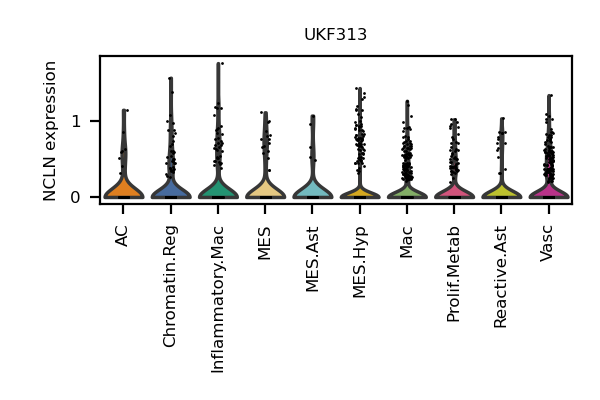 UKF313
NCLN expression
1
0
AC
Chromatin.Reg
Inflammatory.Mac
MES
MES.Ast
MES.Hyp
Mac
Prolif.Metab
Reactive.Ast
Vasc